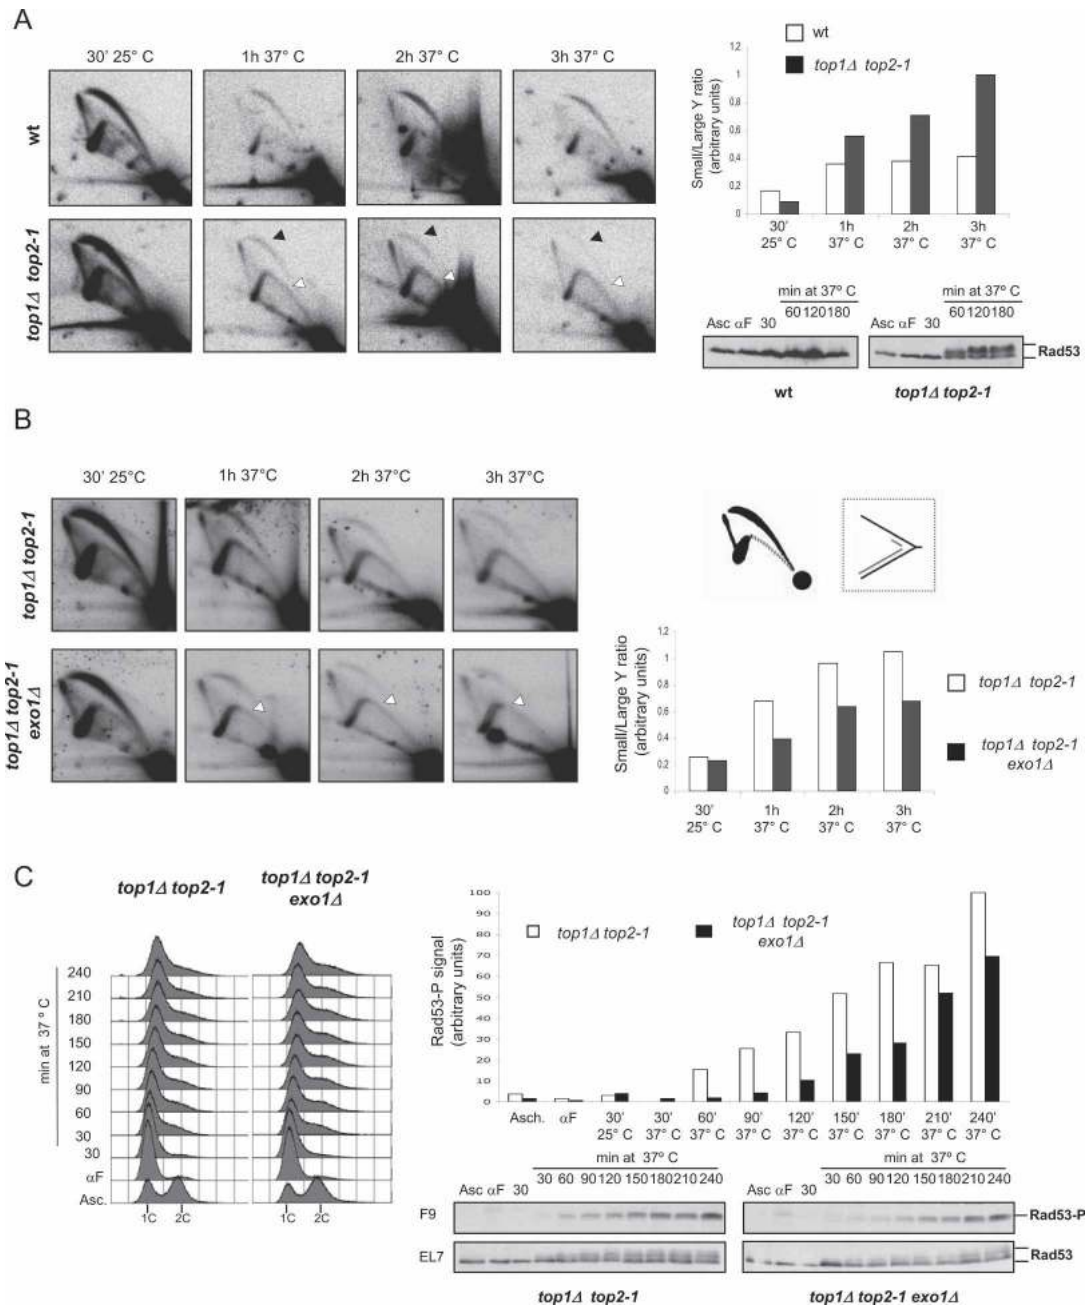 A
30' 25° C
1h 37° C
2h 37° C
3h 37° C
wt
top1Δ top2-1
wt
top1Δ top2-1
Small/Large Y ratio
(arbitrary units)
1,2
1
0,8
0,6
0,4
0,2
0
30' 1h 2h 3h
25° C 37° C 37° C 37° C
min at 37° C
Asc αF 30 60 120 180
min at 37° C
Asc αF 30 60 120 180
Rad53
wt
top1Δ top2-1
B
30' 25°C
1h 37°C
2h 37°C
3h 37°C
top1Δ top2-1
top1Δ top2-1
exo1Δ
Small/Large Y ratio
(arbitrary units)
1,2
1
0,8
0,6
0,4
0,2
0
30' 1h 2h 3h
25° C 37° C 37° C 37° C
top1Δ top2-1
top1Δ top2-1
exo1Δ
C
top1Δ top2-1
top1Δ top2-1
exo1Δ
min at 37 °C
240
210
180
150
120
90
60
30
30
αF
Asc.
1C 2C
1C 2C
Rad53-P signal
(arbitrary units)
100
90
80
70
60
50
40
30
20
10
0
top1Δ top2-1
top1Δ top2-1
exo1Δ
Asch. αF 30' 30' 60' 90' 120' 150' 180' 210' 240'
25° C 37° C 37° C 37° C 37° C 37° C 37° C 37° C 37° C
min at 37° C
Asc αF 30 30 60 90 120 150 180 210 240
min at 37° C
Asc αF 30 30 60 90 120 150 180 210 240
F9
Rad53-P
EL7
Rad53
top1Δ top2-1
top1Δ top2-1 exo1Δ